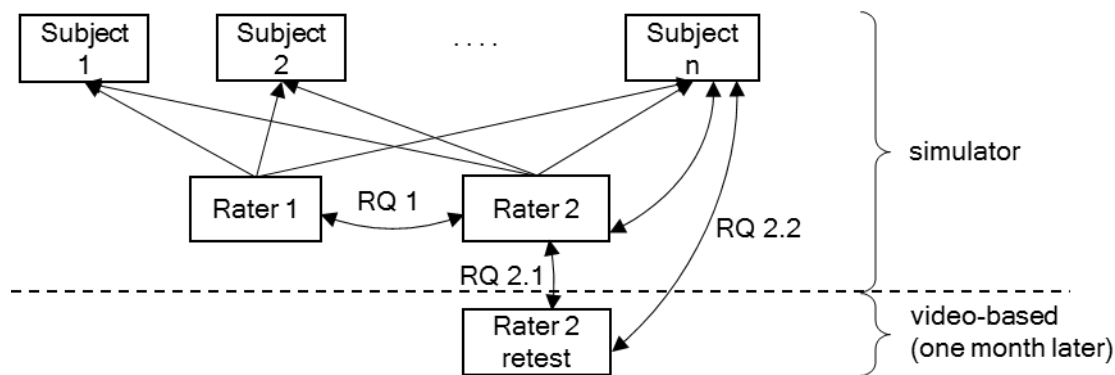 Subject
1
Subject
2
. . . .
Subject
n
simulator
Rater 1
RQ 1
Rater 2
RQ 2.2
RQ 2.1
Rater 2
retest
video-based
(one month later)